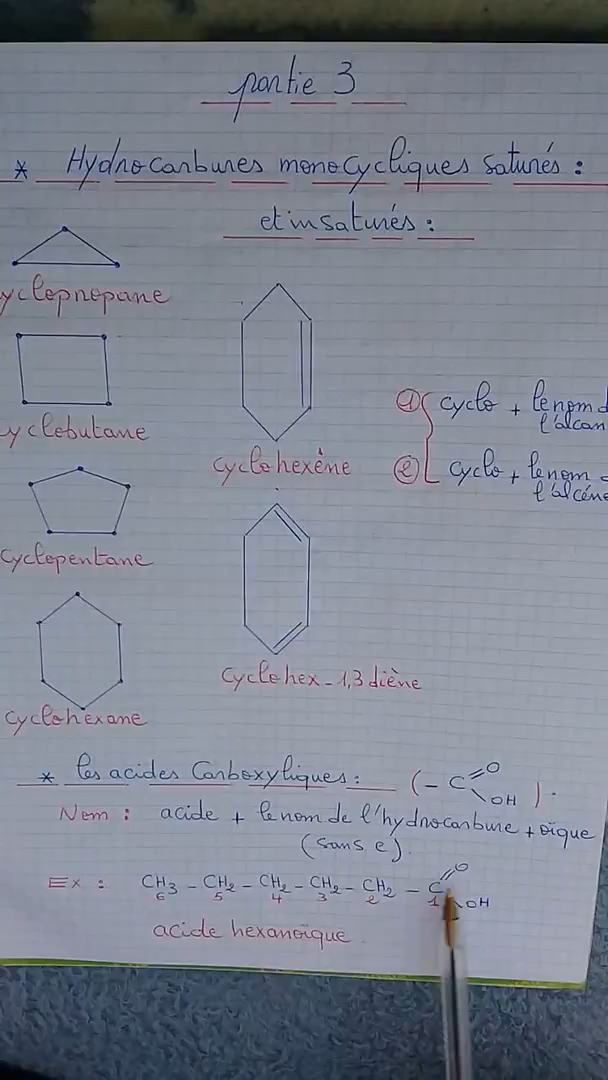 partie 3
* Hydrocarbures monocycliques saturés :
et insaturés :
yclopropane
yclobutane
cyclopentane
cyclohexane
cyclohexène
cyclohex-1,3 diène
① cyclo + le nom d
l'alcan
② cyclo + le nom d
l'alcéne
* les acides Carboxyliques : (- C =O OH ).
Nom : acide + le nom de l'hydrocarbure + oïque
(sans e).
Ex : CH3 - CH2 - CH2 - CH2 - CH2 - C =O OH
6 5 4 3 2 1
acide hexanoïque.